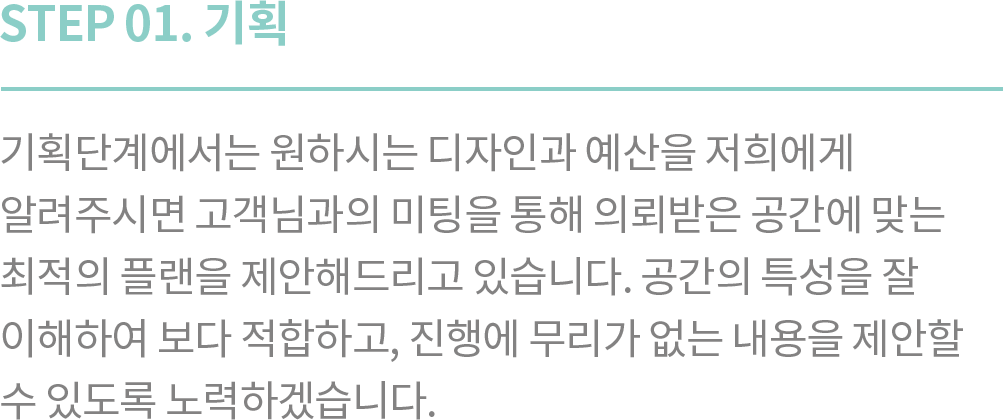 STEP 01. 기획
기획단계에서는 원하시는 디자인과 예산을 저희에게
알려주시면 고객님과의 미팅을 통해 의뢰받은 공간에 맞는
최적의 플랜을 제안해드리고 있습니다. 공간의 특성을 잘
이해하여 보다 적합하고, 진행에 무리가 없는 내용을 제안할
수 있도록 노력하겠습니다.